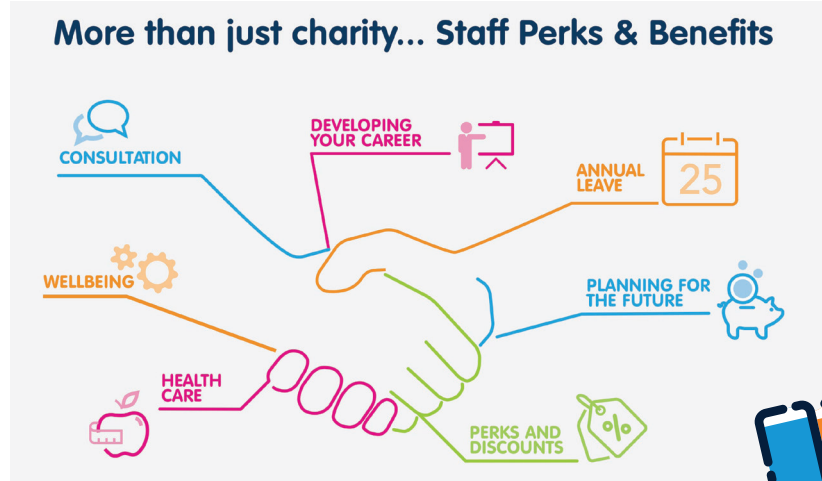 More than just charity... Staff Perks & Benefits
CONSULTATION
DEVELOPING
YOUR CAREER
ANNUAL
LEAVE
25
WELLBEING
PLANNING FOR
THE FUTURE
HEALTH
CARE
PERKS AND
DISCOUNTS
%